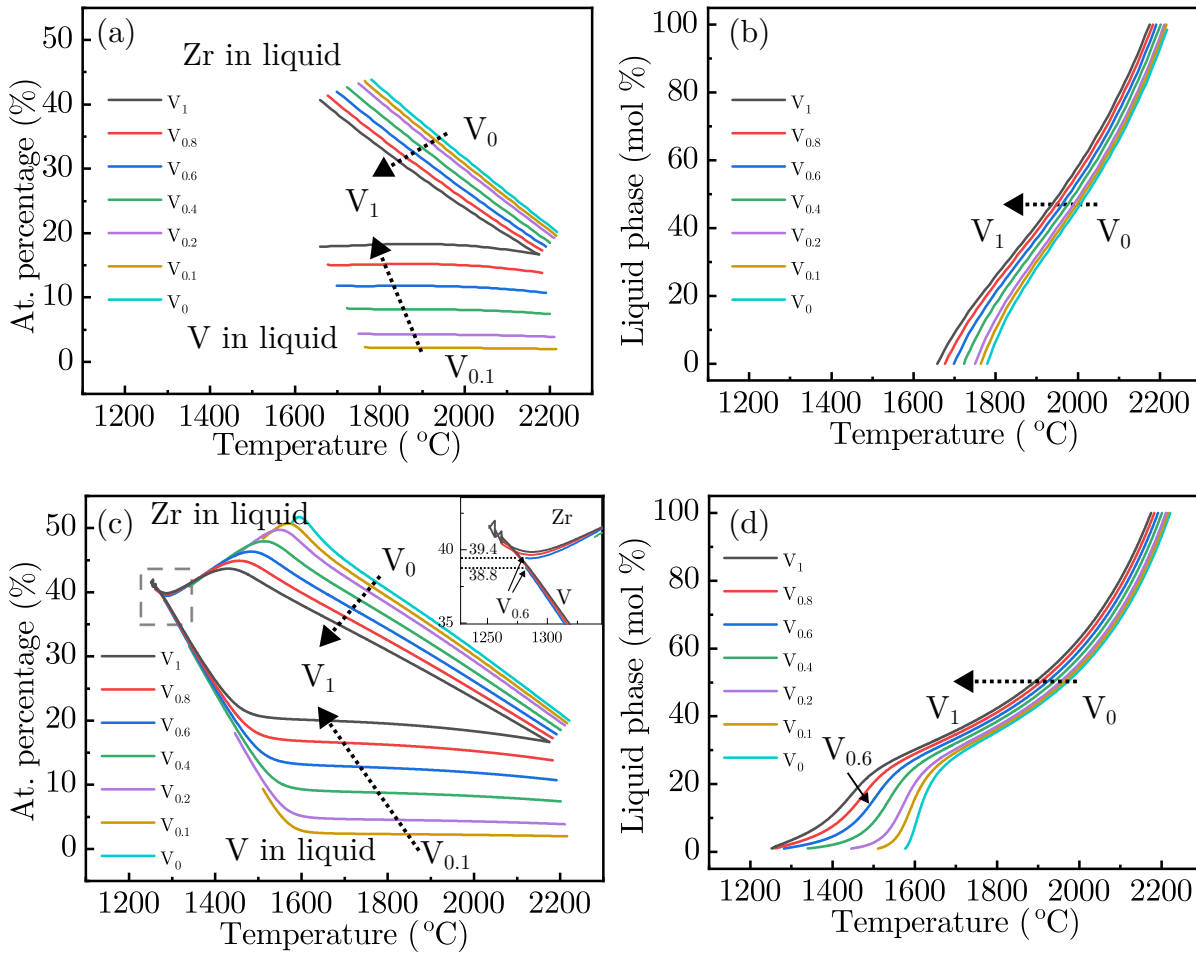 (a)
50
40
30
20
10
0
At. percentage (%)
Zr in liquid
V₁
V₀.₈
V₀.₆
V₀.₄
V₀.₂
V₀.₁
V₀
V₀
V₁
V in liquid
V₀.₁
1200 1400 1600 1800 2000 2200
Temperature ( °C)
(b)
100
80
60
40
20
0
Liquid phase (mol %)
V₁
V₀.₈
V₀.₆
V₀.₄
V₀.₂
V₀.₁
V₀
V₁
V₀
1200 1400 1600 1800 2000 2200
Temperature ( °C)
(c)
50
40
30
20
10
0
At. percentage (%)
Zr in liquid
V₀
V₁
V₁
V₀.₈
V₀.₆
V₀.₄
V₀.₂
V₀.₁
V₀
V in liquid
V₀.₁
Zr
40
39.4
38.8
V₀.₆
V
35
1250 1300
1200 1400 1600 1800 2000 2200
Temperature ( °C)
(d)
100
80
60
40
20
0
Liquid phase (mol %)
V₁
V₀.₈
V₀.₆
V₀.₄
V₀.₂
V₀.₁
V₀
V₁
V₀
V₀.₆
1200 1400 1600 1800 2000 2200
Temperature ( °C)